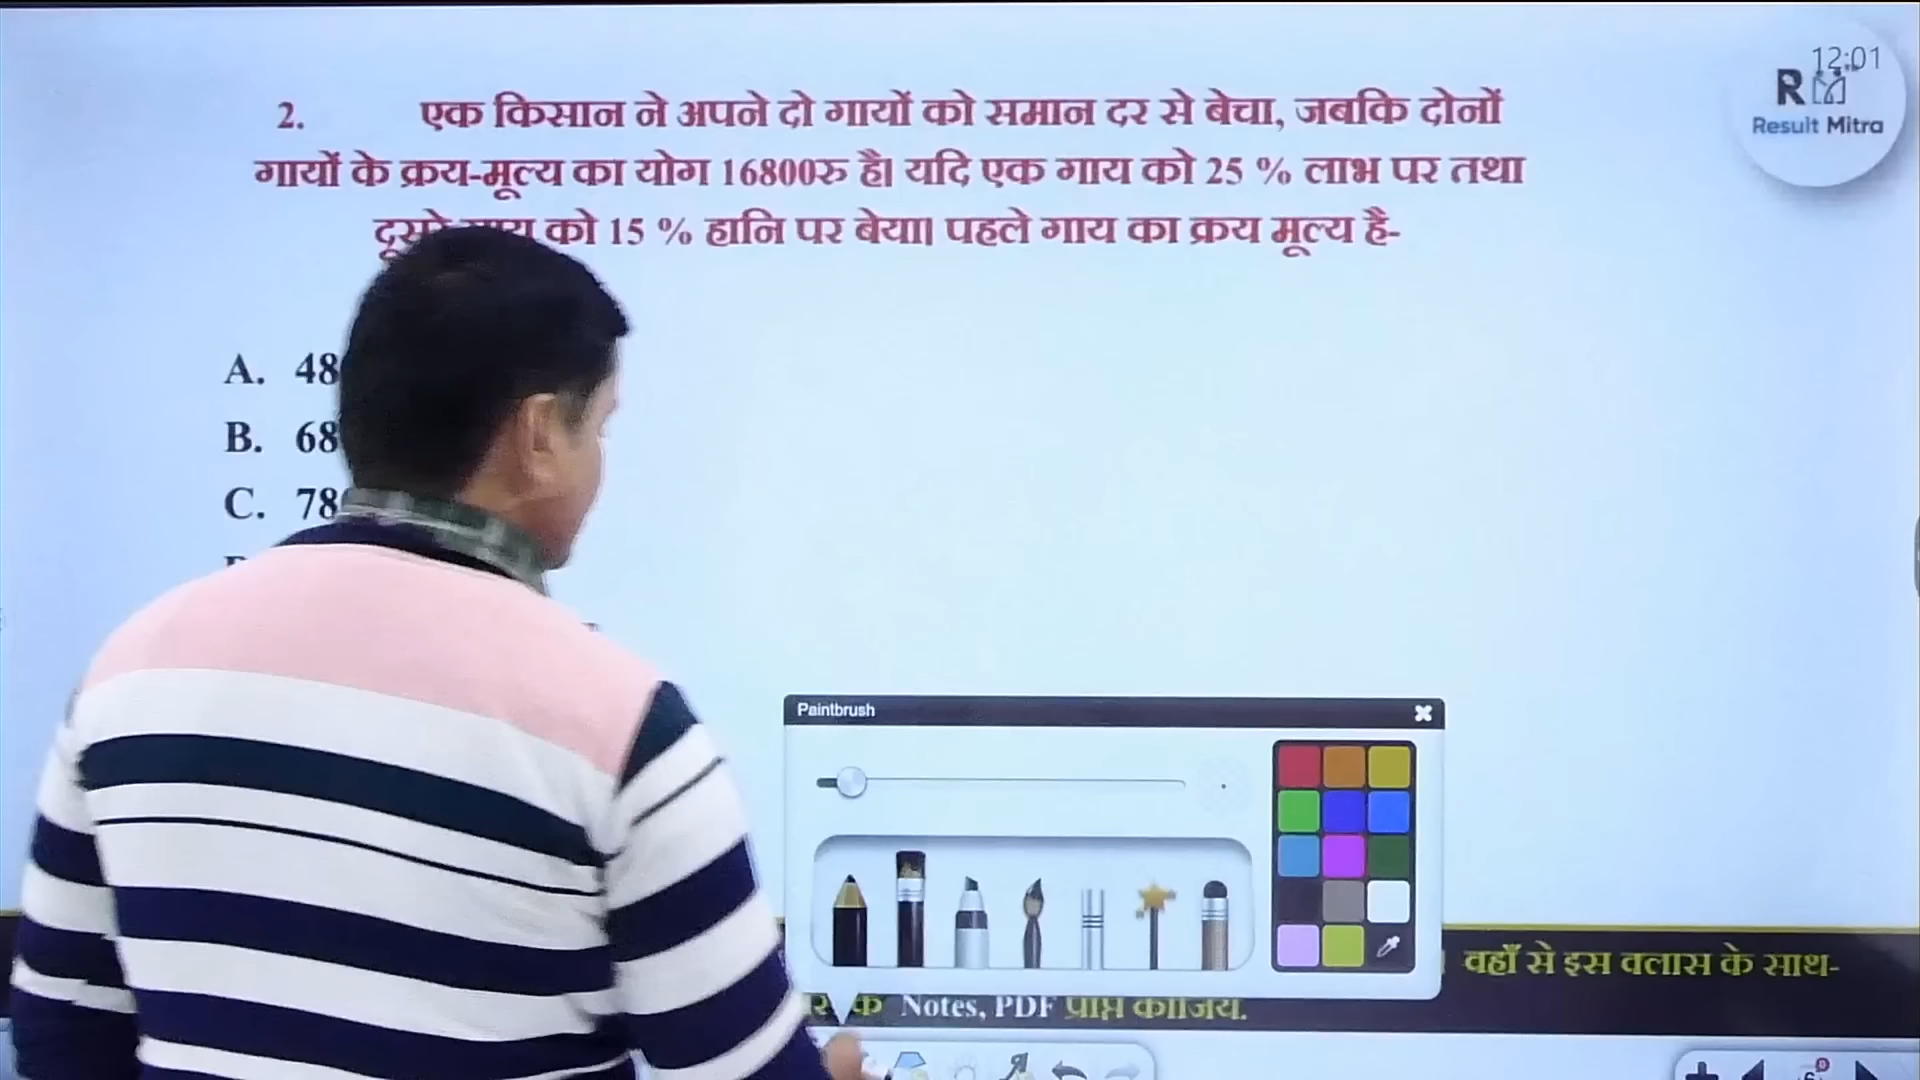 12:01
R
Result Mitra
2. एक किसान ने अपने दो गायों को समान दर से बेचा, जबकि दोनों
गायों के क्रय-मूल्य का योग 16800रु है। यदि एक गाय को 25 % लाभ पर तथा
को 15 % हानि पर बेया। पहले गाय का क्रय मूल्य है-
A. 48
B. 68
C. 78
Paintbrush
वहाँ से इस क्लास के साथ-
Notes, PDF प्राप्त कीजिये.